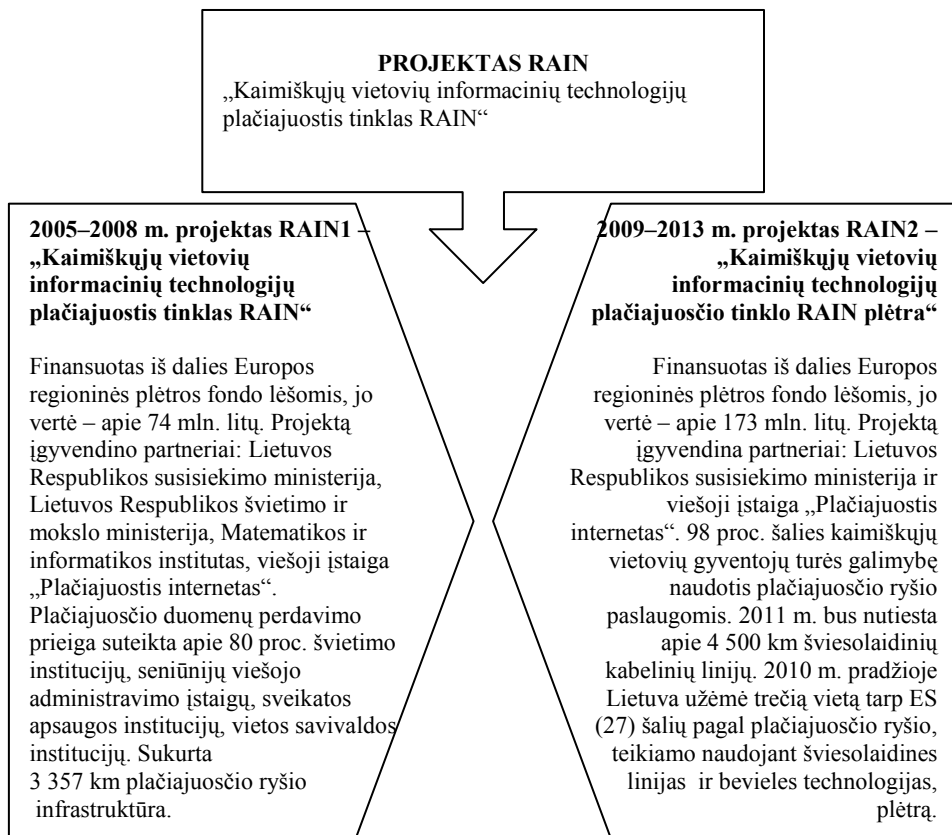 PROJEKTAS RAIN
„Kaimiškųjų vietovių informacinių technologijų
plačiajuostis tinklas RAIN“
2005–2008 m. projektas RAIN1 –
„Kaimiškųjų vietovių
informacinių technologijų
plačiajuostis tinklas RAIN“
Finansuotas iš dalies Europos
regioninės plėtros fondo lėšomis, jo
vertė – apie 74 mln. litų. Projektą
įgyvendino partneriai: Lietuvos
Respublikos susisiekimo ministerija,
Lietuvos Respublikos švietimo ir
mokslo ministerija, Matematikos ir
informatikos institutas, viešoji įstaiga
„Plačiajuostis internetas“.
Plačiajuosčio duomenų perdavimo
prieiga suteikta apie 80 proc. švietimo
institucijų, seniūnijų viešojo
administravimo įstaigų, sveikatos
apsaugos institucijų, vietos savivaldos
institucijų. Sukurta
3 357 km plačiajuosčio ryšio
infrastruktūra.
2009–2013 m. projektas RAIN2 –
„Kaimiškųjų vietovių
informacinių technologijų
plačiajuosčio tinklo RAIN plėtra“
Finansuotas iš dalies Europos
regioninės plėtros fondo lėšomis, jo
vertė – apie 173 mln. litų. Projektą
įgyvendina partneriai: Lietuvos
Respublikos susisiekimo ministerija ir
viešoji įstaiga „Plačiajuostis
internetas“. 98 proc. šalies kaimiškųjų
vietovių gyventojų turės galimybę
naudotis plačiajuosčio ryšio
paslaugomis. 2011 m. bus nutiesta
apie 4 500 km šviesolaidinių
kabelinių linijų. 2010 m. pradžioje
Lietuva užėmė trečią vietą tarp ES
(27) šalių pagal plačiajuosčio ryšio,
teikiamo naudojant šviesolaidines
linijas ir bevieles technologijas,
plėtrą.